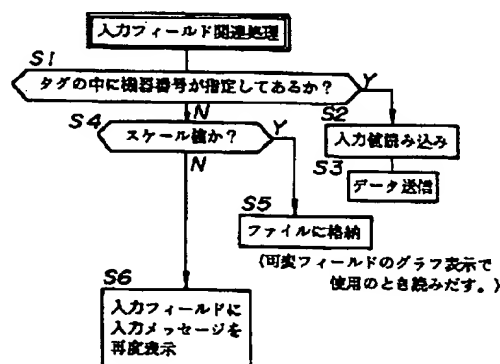 入力フィールド関連処理
S1
タグの中に機器番号が指定してあるか?
Y
N
S2
入力値読み込み
S3
データ送信
S4
スケール値か?
Y
N
S5
ファイルに格納
(可変フィールドのグラフ表示で
使用のとき読みだす。)
S6
入力フィールドに
入力メッセージを
再度表示